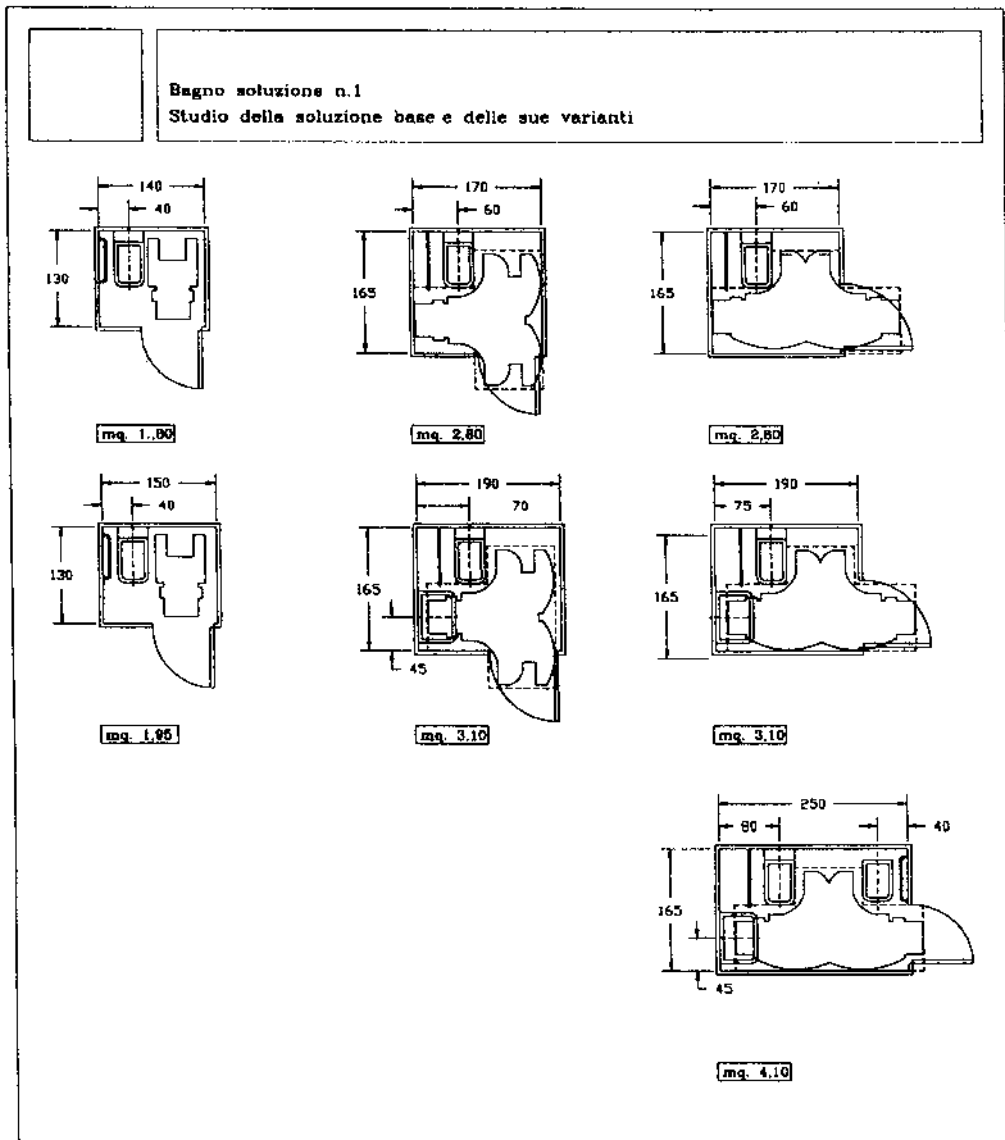 Bagno soluzione n.1
Studio della soluzione base e delle sue varianti
140
40
130
mq. 1.,80
170
60
165
mq. 2,80
170
60
165
mq. 2,80
150
40
130
mq. 1,95
190
70
165
45
mq. 3,10
190
75
165
mq. 3,10
250
80
40
165
45
mq. 4,10